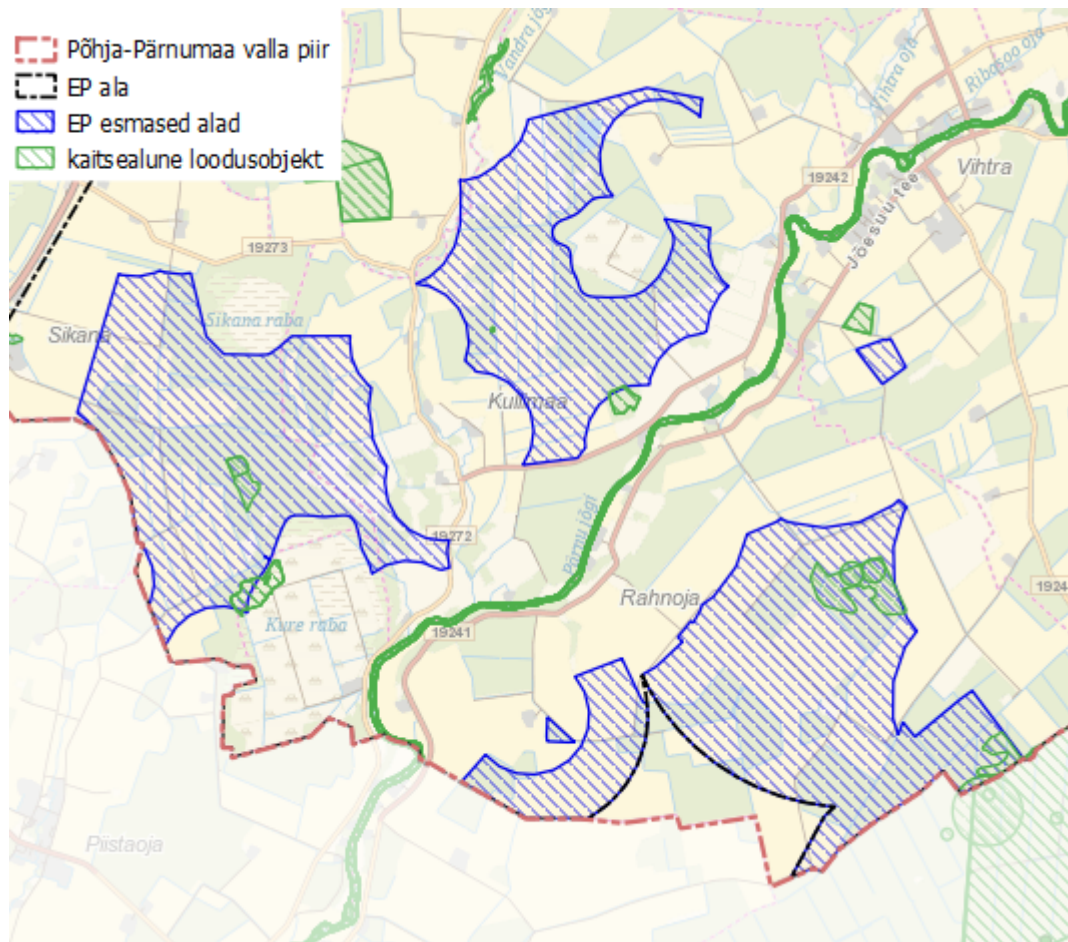 Põhja-Pärnumaa valla piir
EP ala
EP esmased alad
kaitsealune loodusobjekt
Vändra jõgi
Vihtra oja
Ribasoo oja
19242
Vihtra
Jõesuu tee
19273
Sikana raba
Sikana
Kullimaa
19272
Pärnu jõgi
Rahnoja
1924
Kure raba
19241
Piistaoja